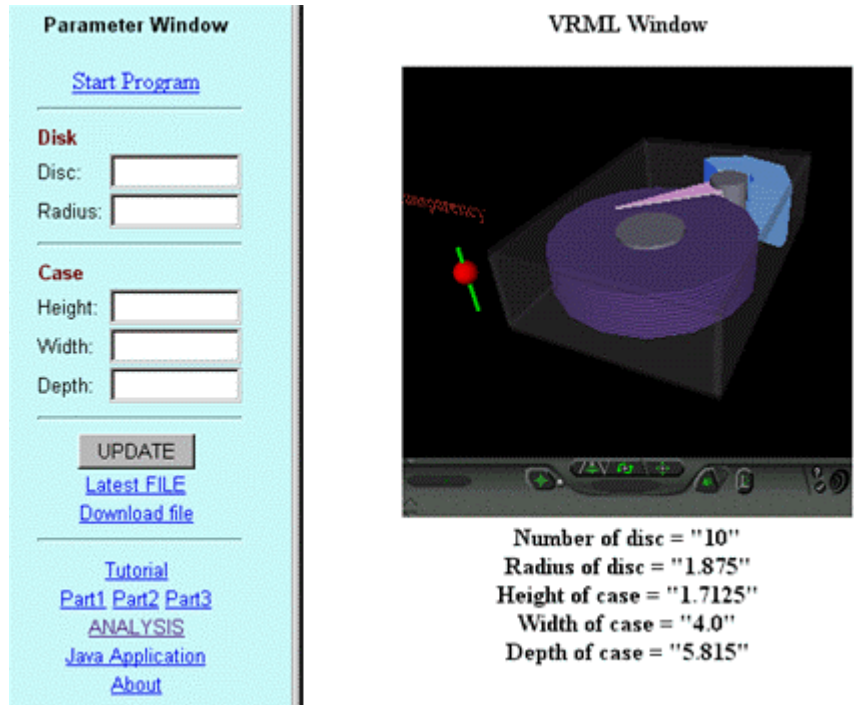 Parameter Window
Start Program
Disk
Disc:
Radius:
Case
Height:
Width:
Depth:
UPDATE
Latest FILE
Download file
Tutorial
Part1 Part2 Part3
ANALYSIS
Java Application
About
VRML Window
Number of disc = "10"
Radius of disc = "1.875"
Height of case = "1.7125"
Width of case = "4.0"
Depth of case = "5.815"